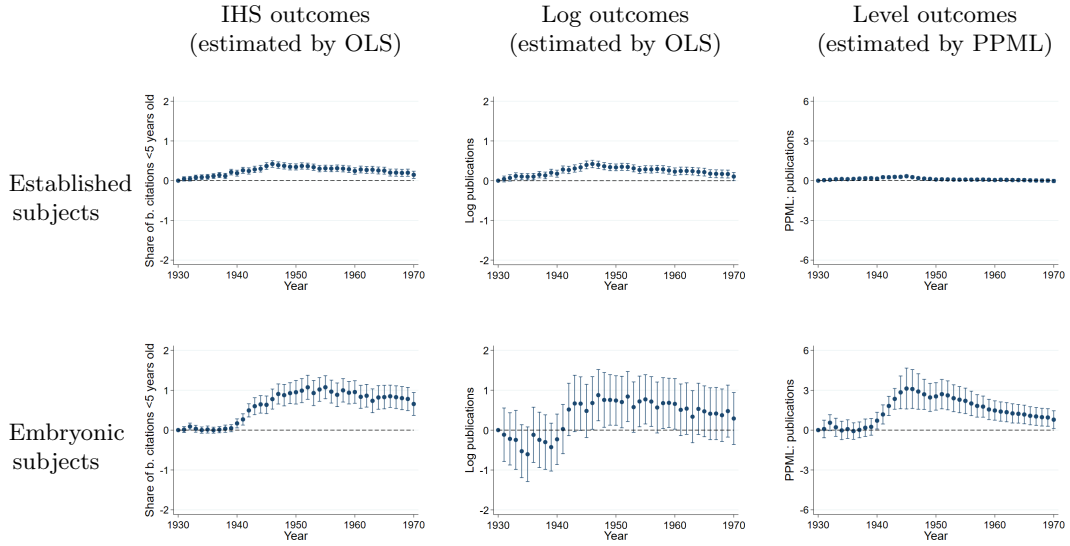 IHS outcomes
(estimated by OLS)
Log outcomes
(estimated by OLS)
Level outcomes
(estimated by PPML)
Established
subjects
Share of b. citations <5 years old
2
1
0
-1
-2
1930 1940 1950 1960 1970
Year
Log publications
2
1
0
-1
-2
1930 1940 1950 1960 1970
Year
PPML: publications
6
3
0
-3
-6
1930 1940 1950 1960 1970
Year
Embryonic
subjects
Share of b. citations <5 years old
2
1
0
-1
-2
1930 1940 1950 1960 1970
Year
Log publications
2
1
0
-1
-2
1930 1940 1950 1960 1970
Year
PPML: publications
6
3
0
-3
-6
1930 1940 1950 1960 1970
Year